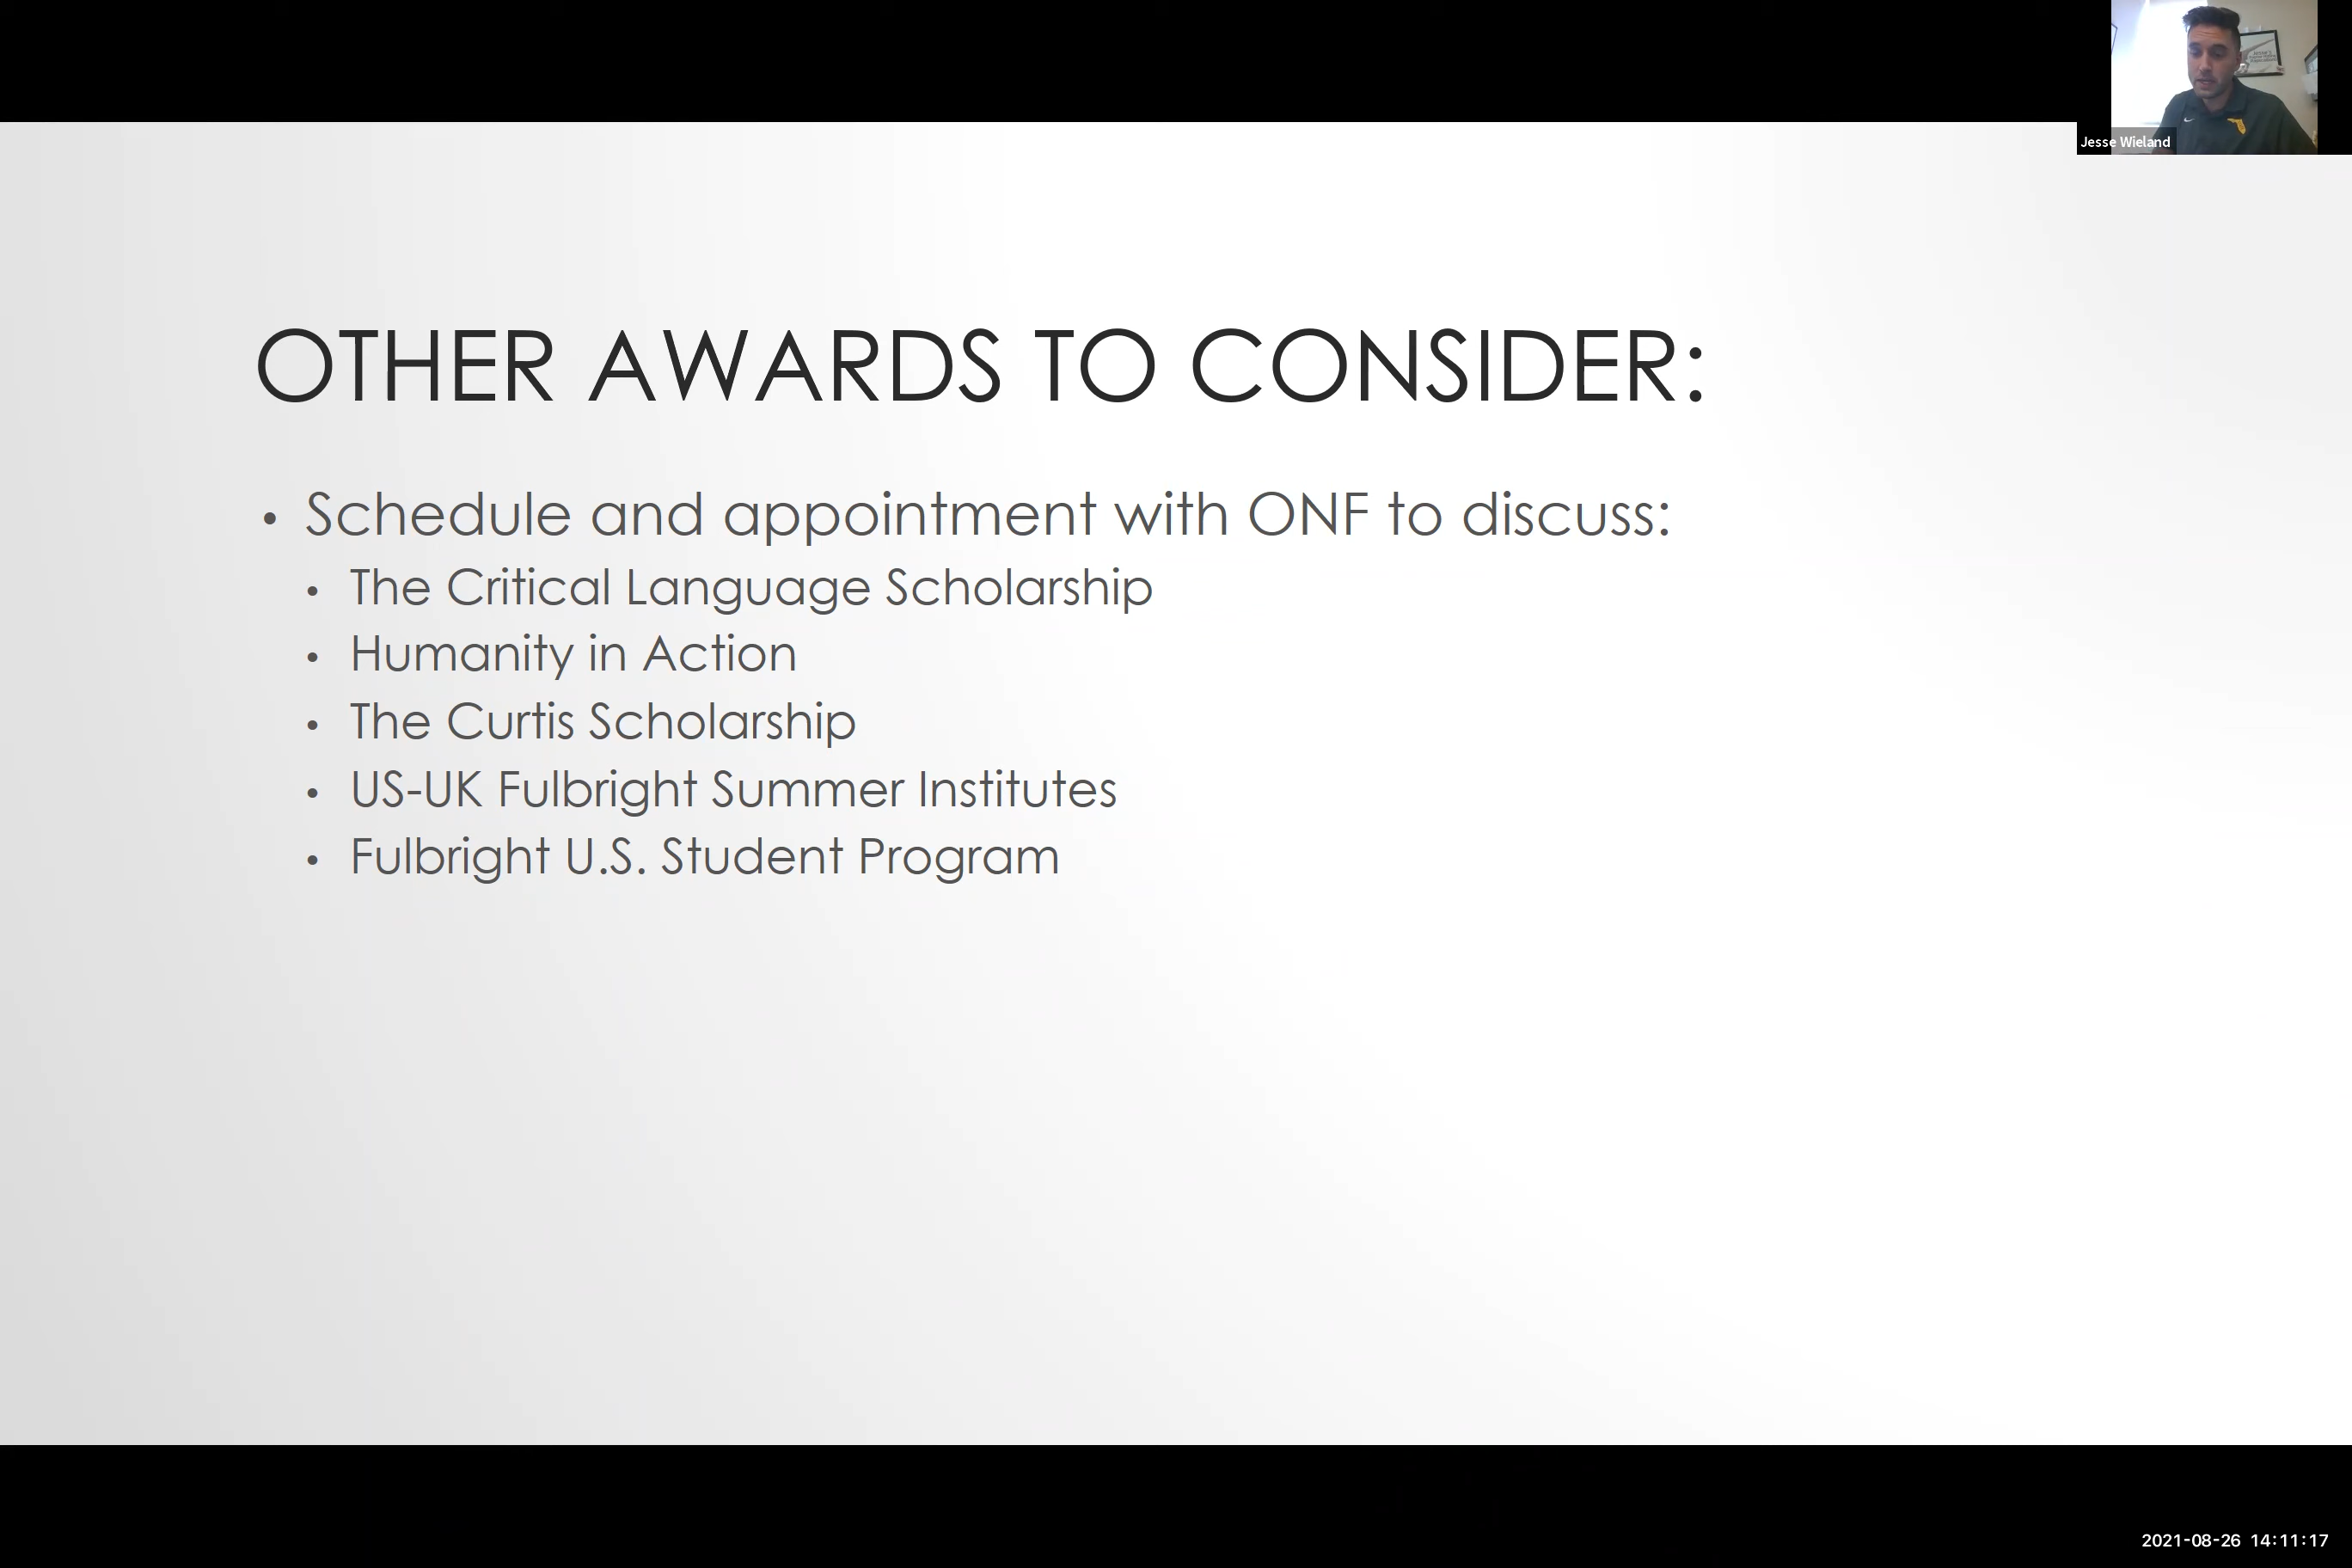 Jesse Wieland
OTHER AWARDS TO CONSIDER:
• Schedule and appointment with ONF to discuss:
• The Critical Language Scholarship
• Humanity in Action
• The Curtis Scholarship
• US-UK Fulbright Summer Institutes
• Fulbright U.S. Student Program
2021-08-26 14:11:17